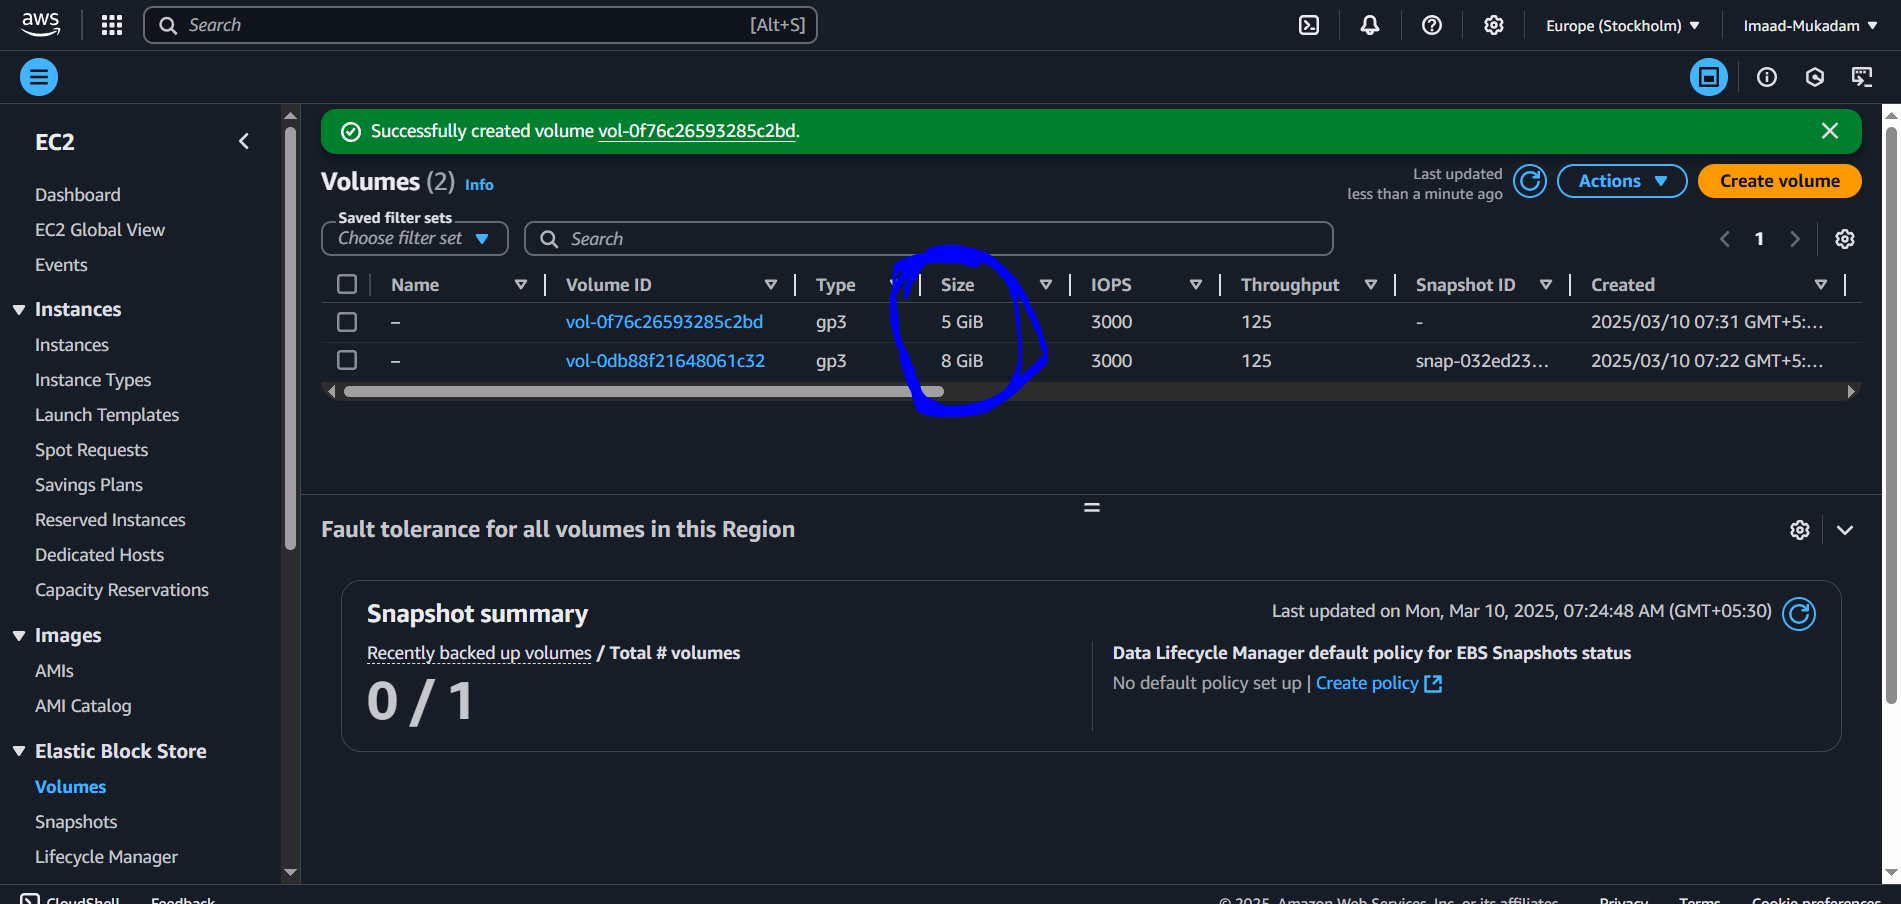 aws Search [Alt+S] Europe (Stockholm) Imaad-Mukadam
EC2
Dashboard
EC2 Global View
Events
Instances
Instances
Instance Types
Launch Templates
Spot Requests
Savings Plans
Reserved Instances
Dedicated Hosts
Capacity Reservations
Images
AMIs
AMI Catalog
Elastic Block Store
Volumes
Snapshots
Lifecycle Manager
Successfully created volume vol-0f76c26593285c2bd.
Volumes (2) Info
Last updated
less than a minute ago
Actions
Create volume
Saved filter sets
Choose filter set
Search
1
Name Volume ID Type Size IOPS Throughput Snapshot ID Created
– vol-0f76c26593285c2bd gp3 5 GiB 3000 125 - 2025/03/10 07:31 GMT+5:...
– vol-0db88f21648061c32 gp3 8 GiB 3000 125 snap-032ed23... 2025/03/10 07:22 GMT+5:...
Fault tolerance for all volumes in this Region
Snapshot summary
Last updated on Mon, Mar 10, 2025, 07:24:48 AM (GMT+05:30)
Recently backed up volumes / Total # volumes
0 / 1
Data Lifecycle Manager default policy for EBS Snapshots status
No default policy set up | Create policy
CloudShell Feedback © 2025, Amazon Web Services, Inc. or its affiliates. Privacy Terms Cookie preferences